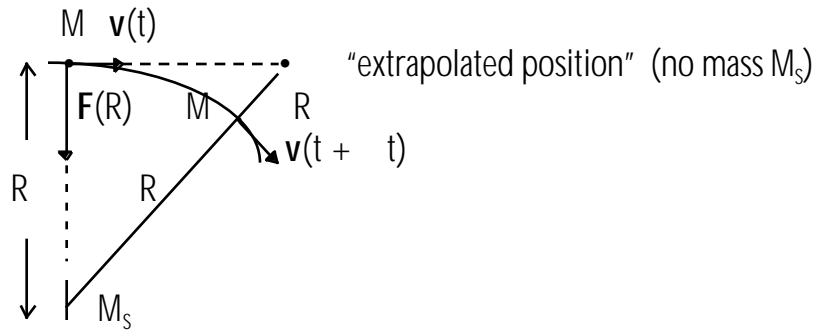 M v(t)
"extrapolated position" (no mass Ms)
F(R) M R
v(t + t)
R R
Ms